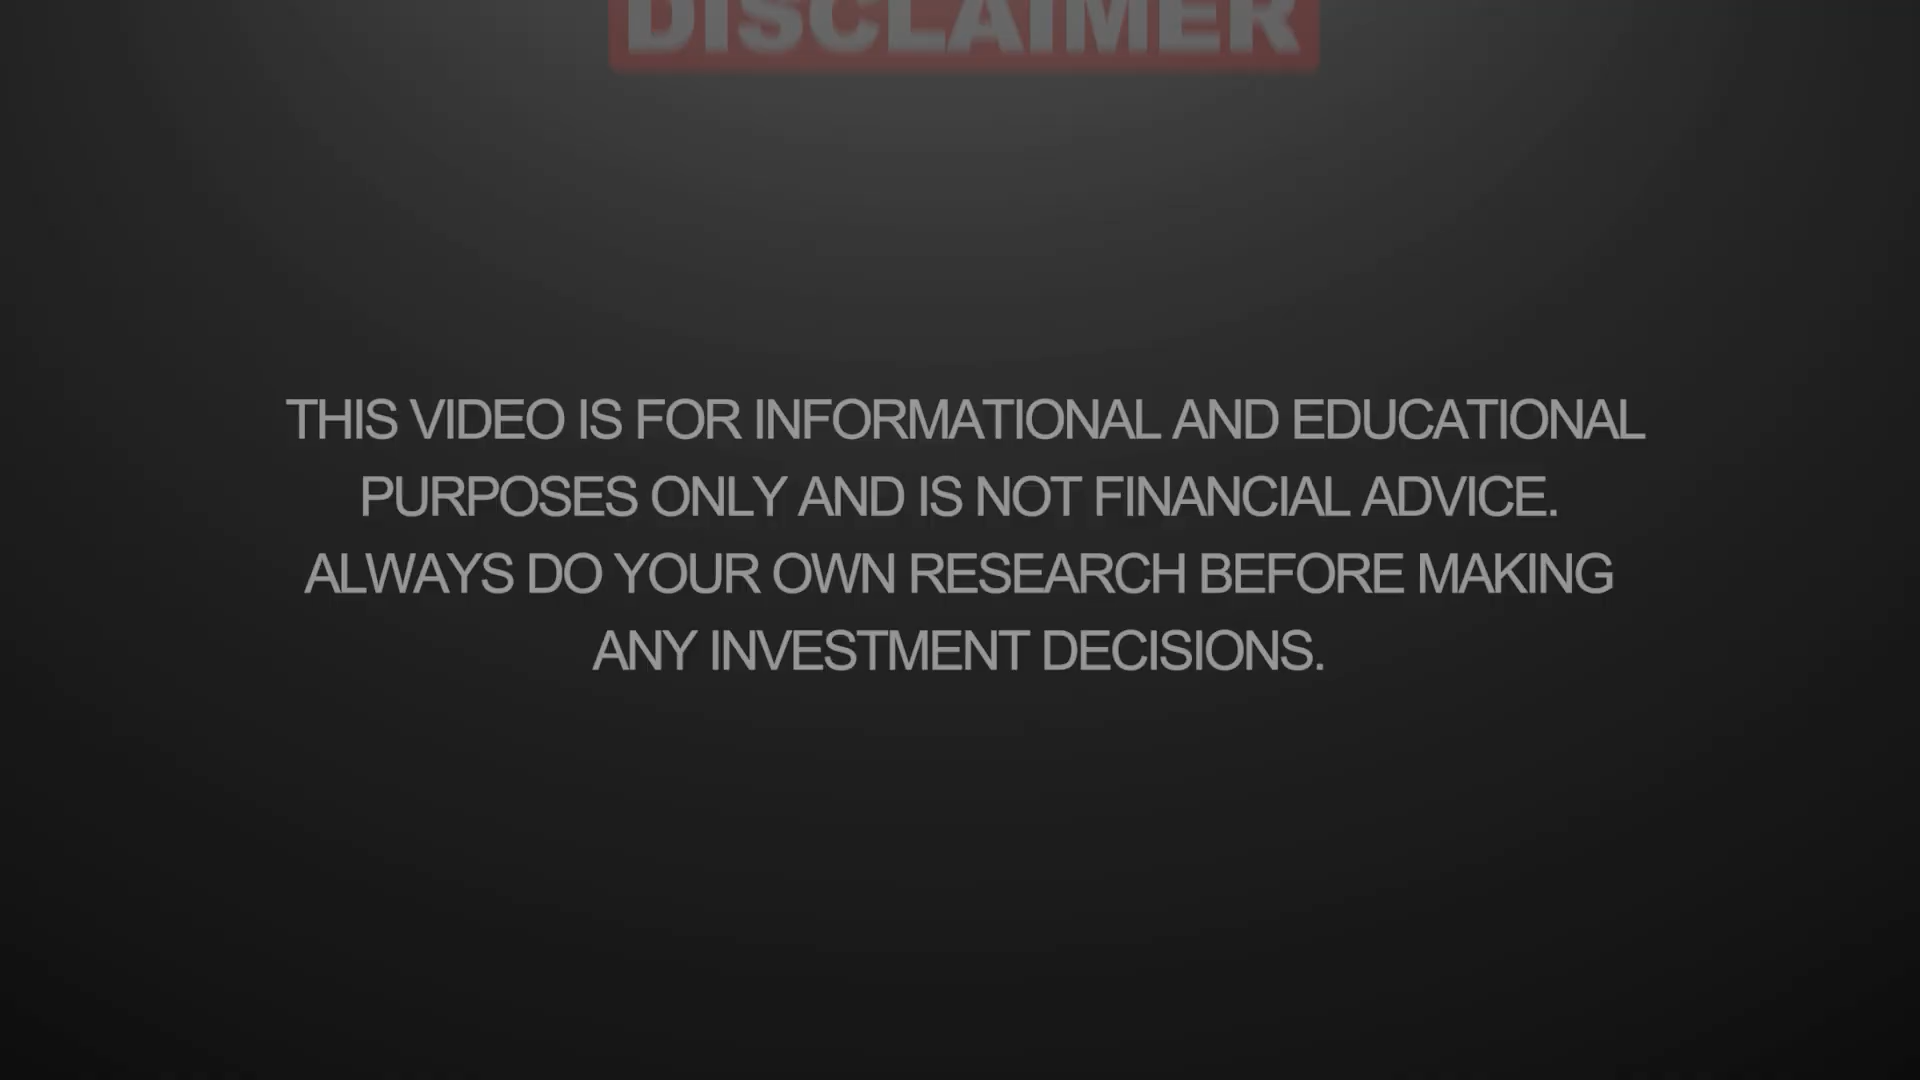 DISCLAIMER
THIS VIDEO IS FOR INFORMATIONAL AND EDUCATIONAL
PURPOSES ONLY AND IS NOT FINANCIAL ADVICE.
ALWAYS DO YOUR OWN RESEARCH BEFORE MAKING
ANY INVESTMENT DECISIONS.